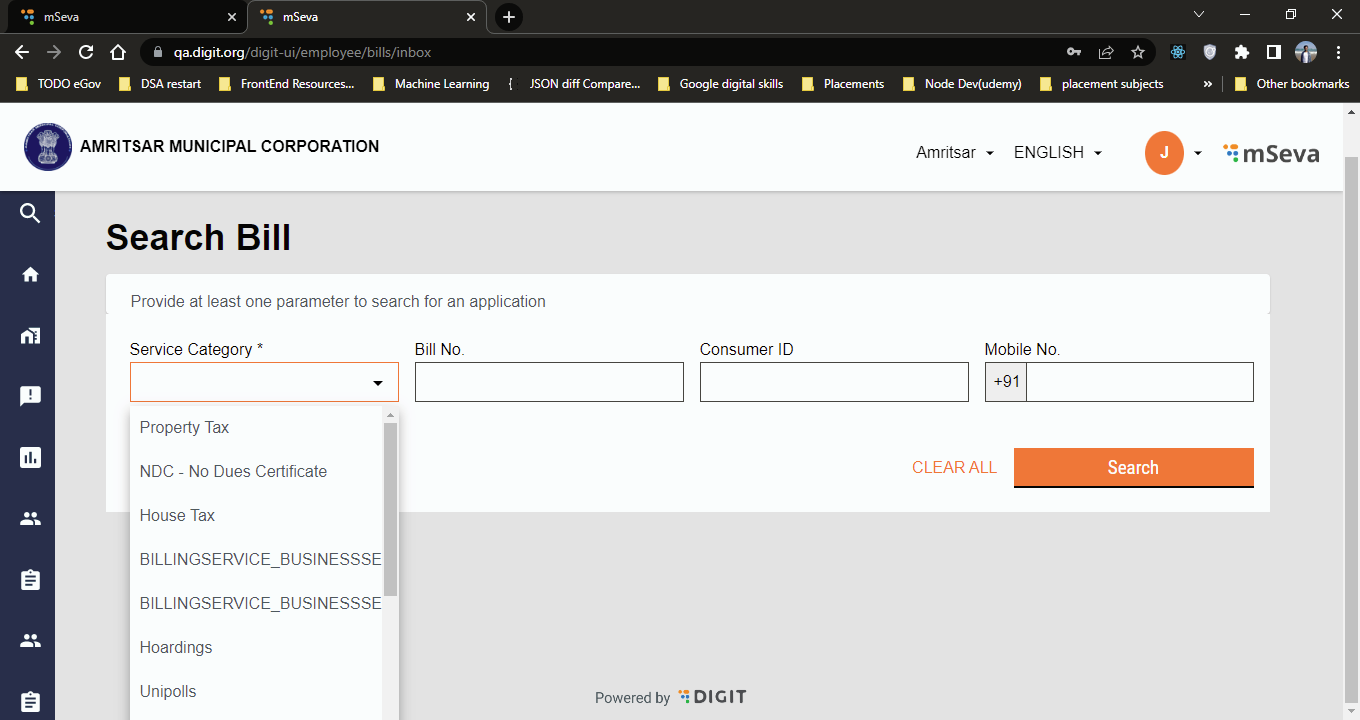 mSeva
mSeva
qa.digit.org/digit-ui/employee/bills/inbox
TODO eGov
DSA restart
FrontEnd Resources...
Machine Learning
{ JSON diff Compare...
Google digital skills
Placements
Node Dev(udemy)
placement subjects
»
Other bookmarks
AMRITSAR MUNICIPAL CORPORATION
Amritsar
ENGLISH
J
mSeva
Search Bill
Provide at least one parameter to search for an application
Service Category *
Bill No.
Consumer ID
Mobile No.
+91
Property Tax
NDC - No Dues Certificate
House Tax
BILLINGSERVICE_BUSINESSSE
BILLINGSERVICE_BUSINESSSE
Hoardings
Unipolls
CLEAR ALL
Search
Powered by DIGIT